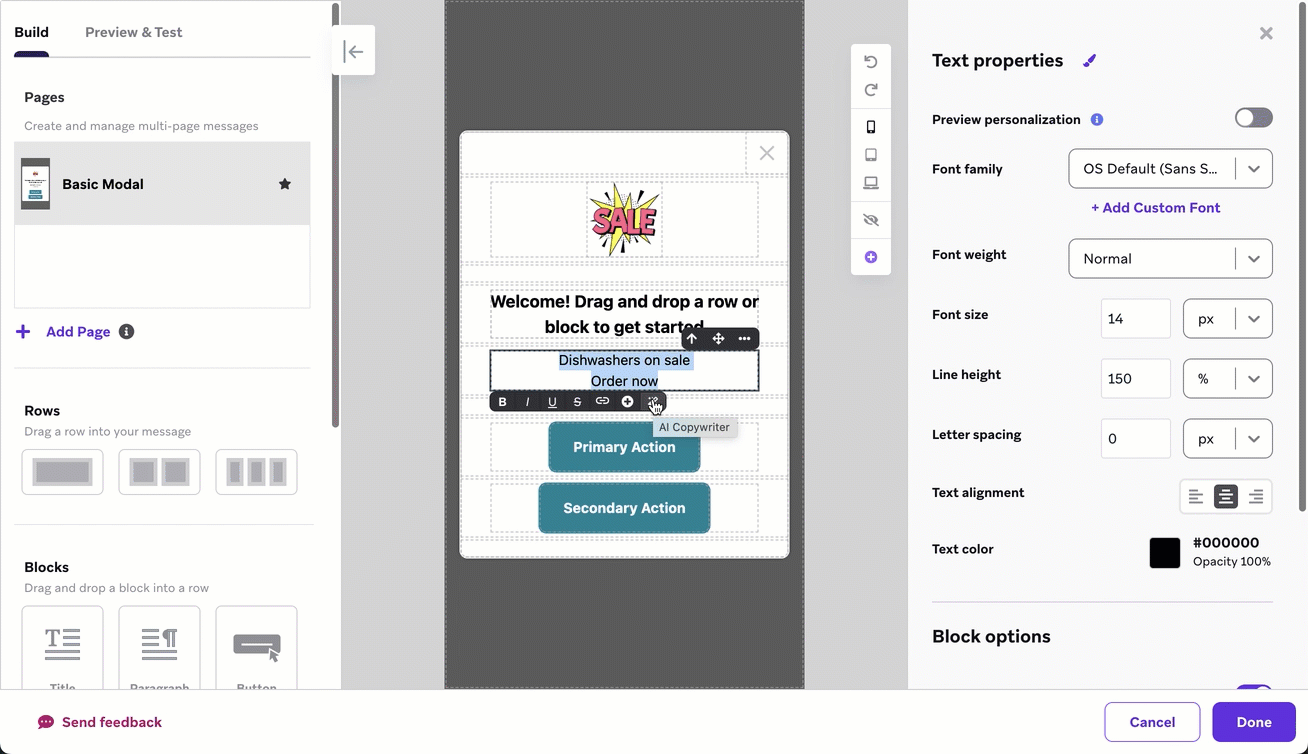 Build
Preview & Test
Pages
Create and manage multi-page messages
Basic Modal
Add Page
Rows
Drag a row into your message
Blocks
Drag and drop a block into a row
Title
Paragraph
Button
SALE
Welcome! Drag and drop a row or
block to get started
Dishwashers on sale
Order now
B I U S
AI Copywriter
Primary Action
Secondary Action
Text properties
Preview personalization
Font family
OS Default (Sans S...
+ Add Custom Font
Font weight
Normal
Font size
14
px
Line height
150
%
Letter spacing
0
px
Text alignment
Text color
#000000
Opacity 100%
Block options
Send feedback
Cancel
Done